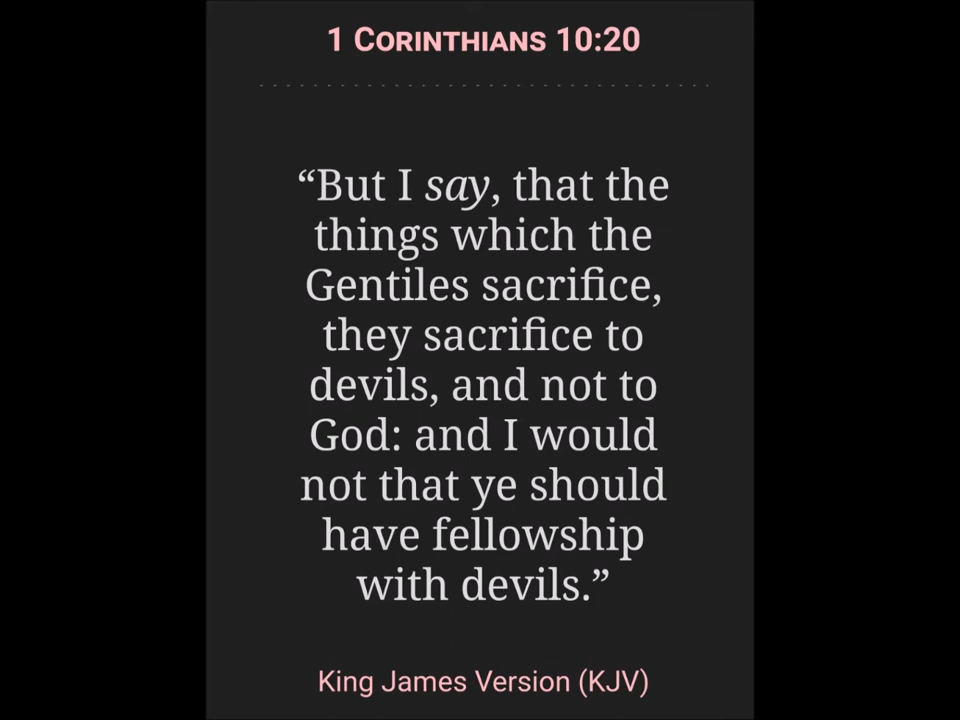 1 CORINTHIANS 10:20
“But I say, that the
things which the
Gentiles sacrifice,
they sacrifice to
devils, and not to
God: and I would
not that ye should
have fellowship
with devils.”
King James Version (KJV)